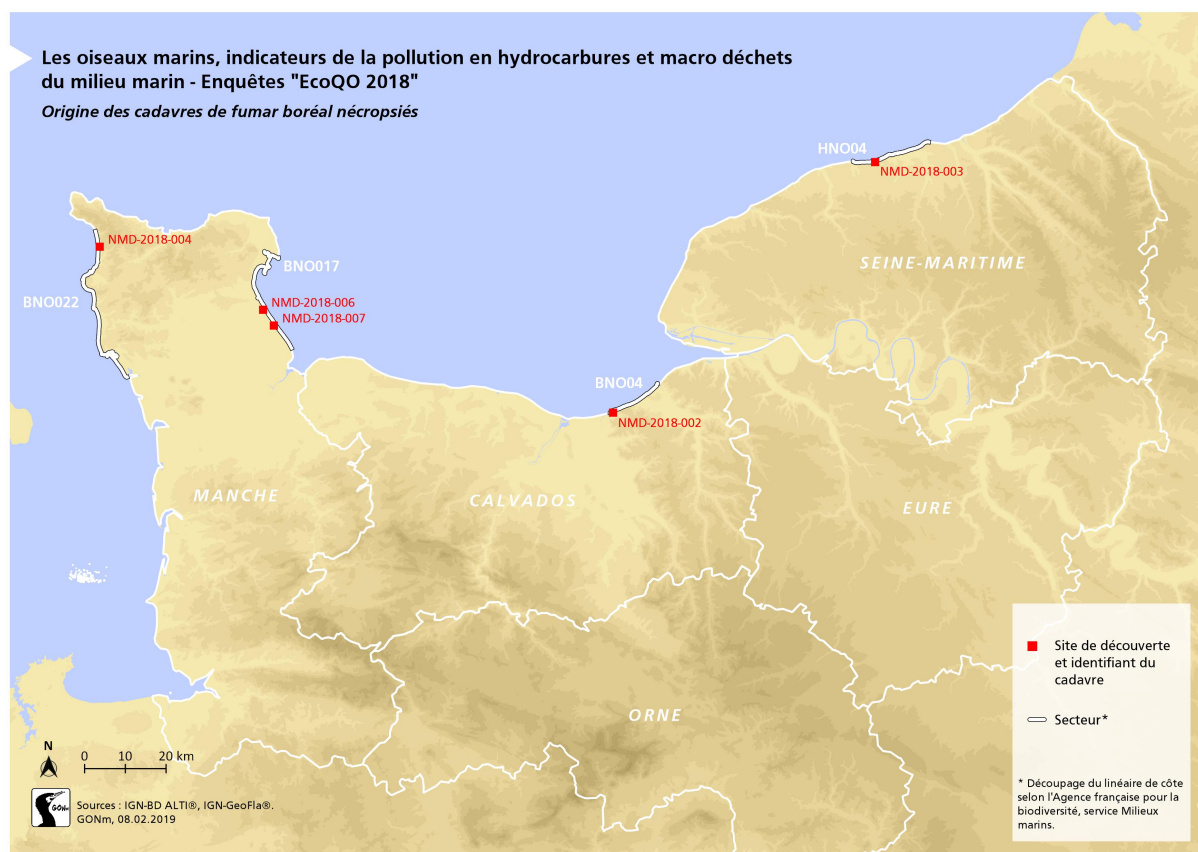 Les oiseaux marins, indicateurs de la pollution en hydrocarbures et macro déchets
du milieu marin - Enquêtes "EcoQO 2018"
Origine des cadavres de fumar boréal nécropsiés
HNO04
NMD-2018-003
NMD-2018-004
BNO017
SEINE-MARITIME
BNO022
NMD-2018-006
NMD-2018-007
BNO04
NMD-2018-002
MANCHE
CALVADOS
EURE
ORNE
Site de découverte
et identifiant du
cadavre
Secteur*
* Découpage du linéaire de côte
selon l'Agence française pour la
biodiversité, service Milieux
marins.
N
0 10 20 km
GONm
Sources : IGN-BD ALTI®, IGN-GeoFla®.
GONm, 08.02.2019